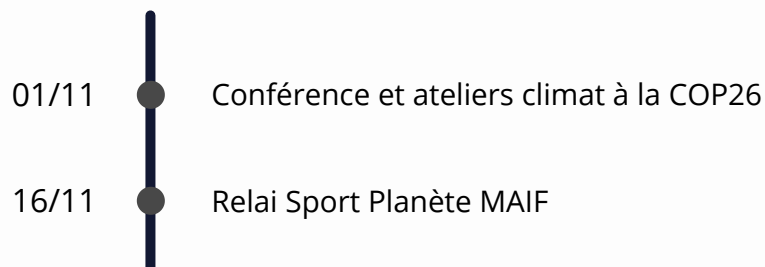 01/11 Conférence et ateliers climat à la COP26
16/11 Relai Sport Planète MAIF